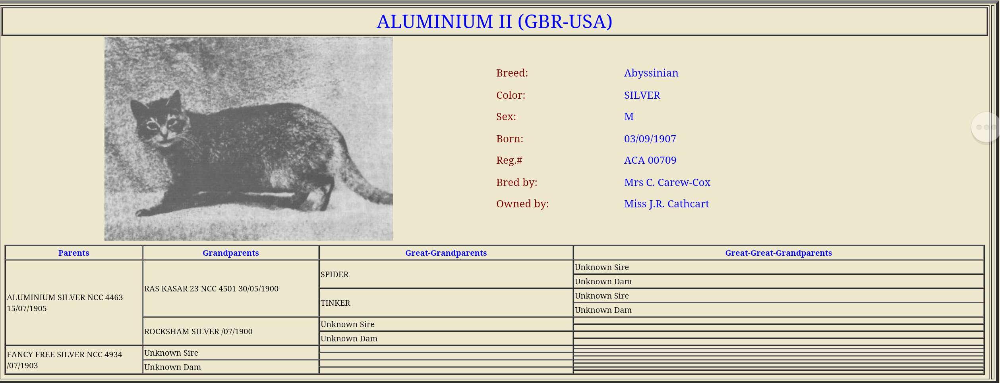 ALUMINIUM II (GBR-USA)
Breed: Abyssinian
Color: SILVER
Sex: M
Born: 03/09/1907
Reg.# ACA 00709
Bred by: Mrs C. Carew-Cox
Owned by: Miss J.R. Cathcart
Parents Grandparents Great-Grandparents Great-Great-Grandparents
ALUMINIUM SILVER NCC 4463
15/07/1905
RAS KASAR 23 NCC 4501 30/05/1900
SPIDER
Unknown Sire
Unknown Dam
TINKER
Unknown Sire
Unknown Dam
ROCKSHAM SILVER /07/1900
Unknown Sire
Unknown Dam
FANCY FREE SILVER NCC 4934
/07/1903
Unknown Sire
Unknown Dam